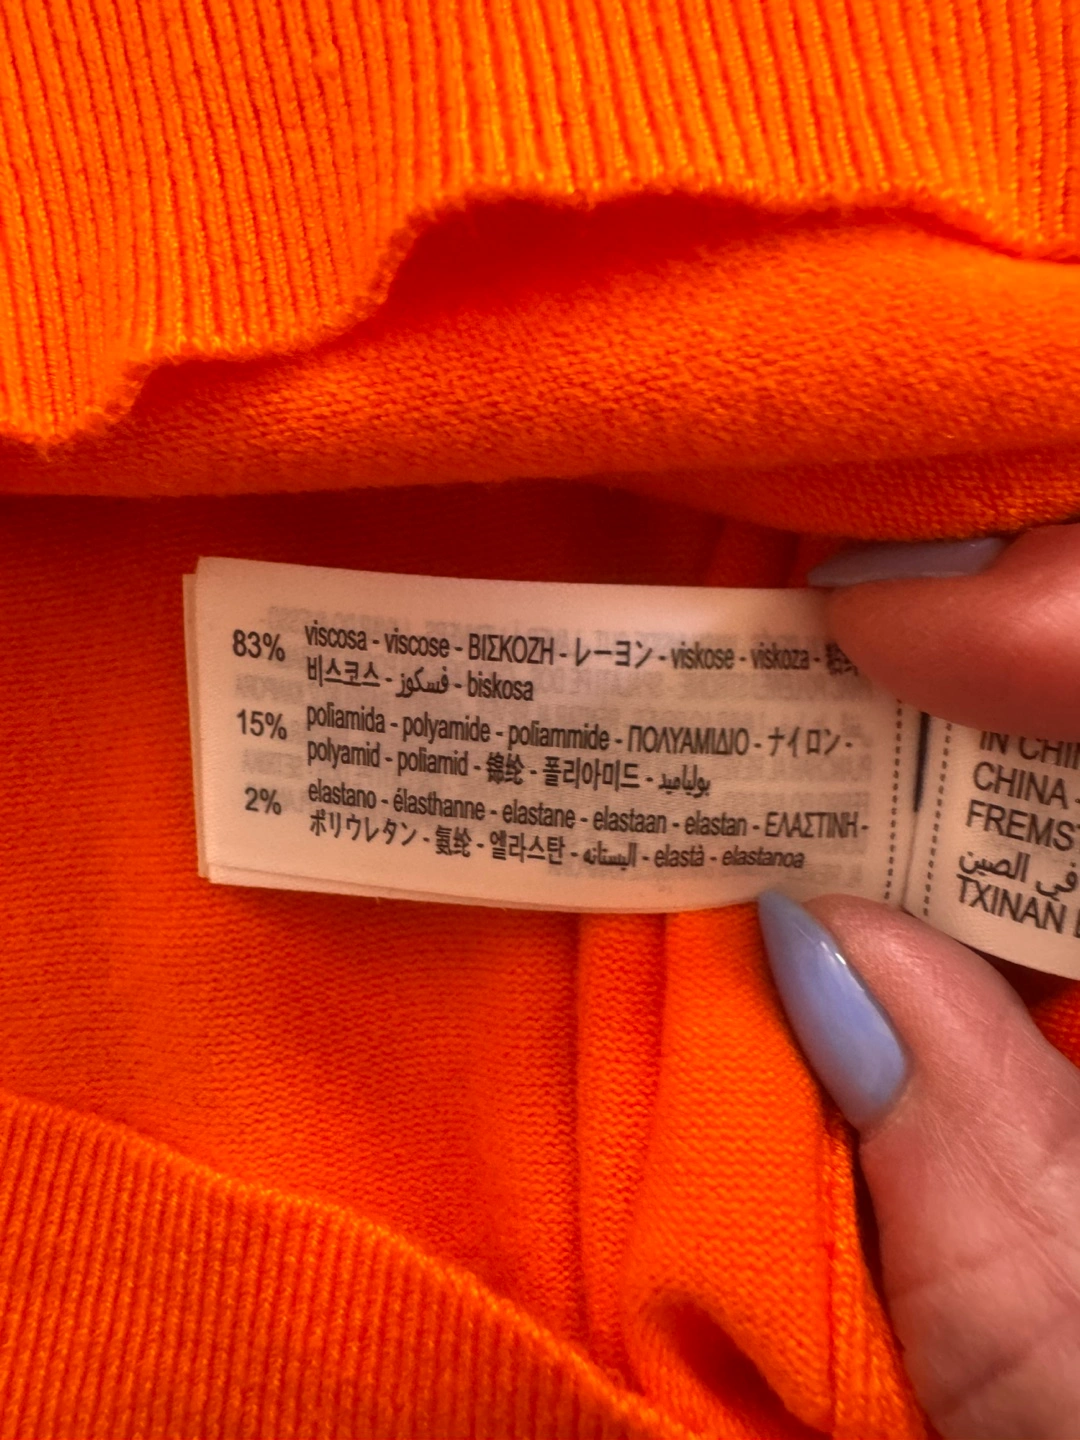 83% viscosa - viscose - ΒΙΣΚΟΖΗ - レーヨン - viskose - viskoza -
비스코스 - فسكوز - biskosa
15% poliamida - polyamide - poliammide - ΠΟΛΥΑΜΙΔΙΟ - ナイロン -
polyamid - poliamid - 锦纶 - 폴리아미드 - بولياميد
2% elastano - élasthanne - elastane - elastaan - elastan - ΕΛΑΣΤΙΝΗ -
ポリウレタン - 氨纶 - 엘라스탄 - اليستانه - elastà - elastanoa
IN
CHINA -
في الصين
TXINAN